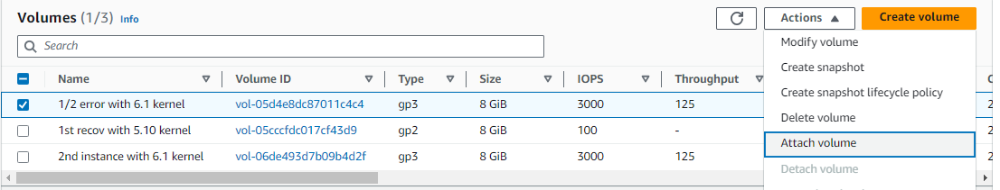 Volumes (1/3) Info
Actions ▲
Create volume
Search
Modify volume
Create snapshot
Create snapshot lifecycle policy
Delete volume
Attach volume
Detach volume
Name Volume ID Type Size IOPS Throughput
1/2 error with 6.1 kernel vol-05d4e8dc87011c4c4 gp3 8 GiB 3000 125
1st recov with 5.10 kernel vol-05cccfdc017cf43d9 gp2 8 GiB 100 -
2nd instance with 6.1 kernel vol-06de493d7b09b4d2f gp3 8 GiB 3000 125